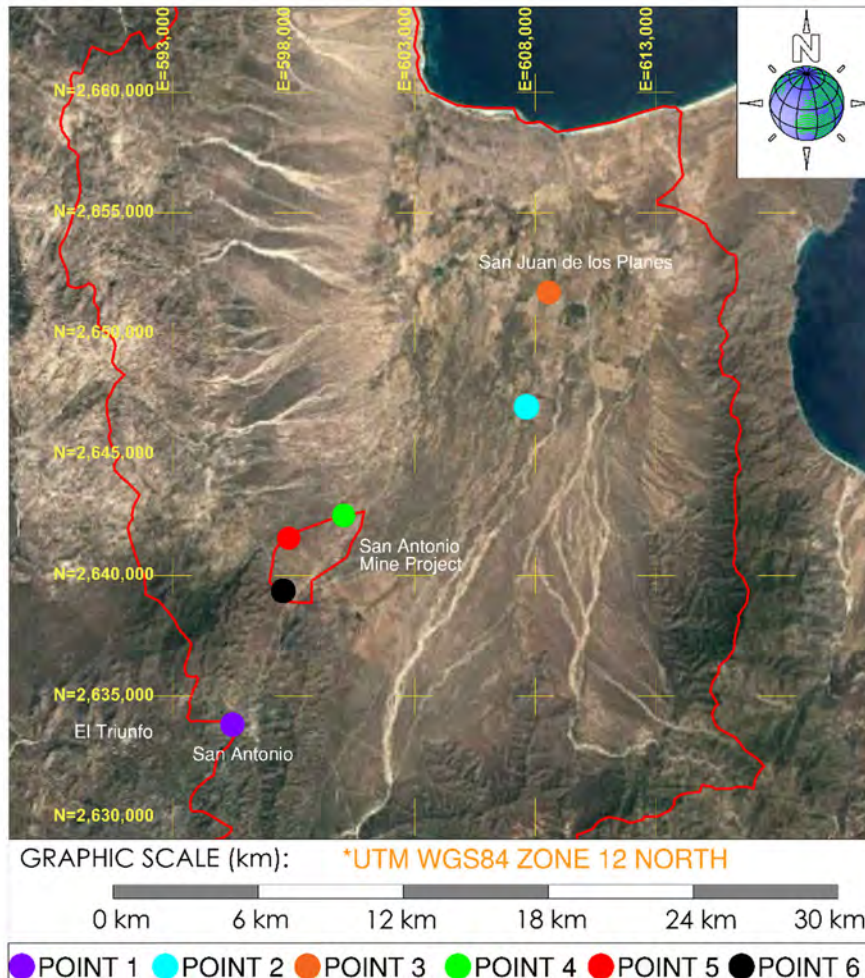 E=593,000
E=598,000
E=603,000
E=608,000
E=613,000
N
N=2,660,000
N=2,655,000
San Juan de los Planes
N=2,650,000
N=2,645,000
San Antonio
Mine Project
N=2,640,000
N=2,635,000
El Triunfo
San Antonio
N=2,630,000
GRAPHIC SCALE (km): *UTM WGS84 ZONE 12 NORTH
0 km 6 km 12 km 18 km 24 km 30 km
POINT 1 POINT 2 POINT 3 POINT 4 POINT 5 POINT 6